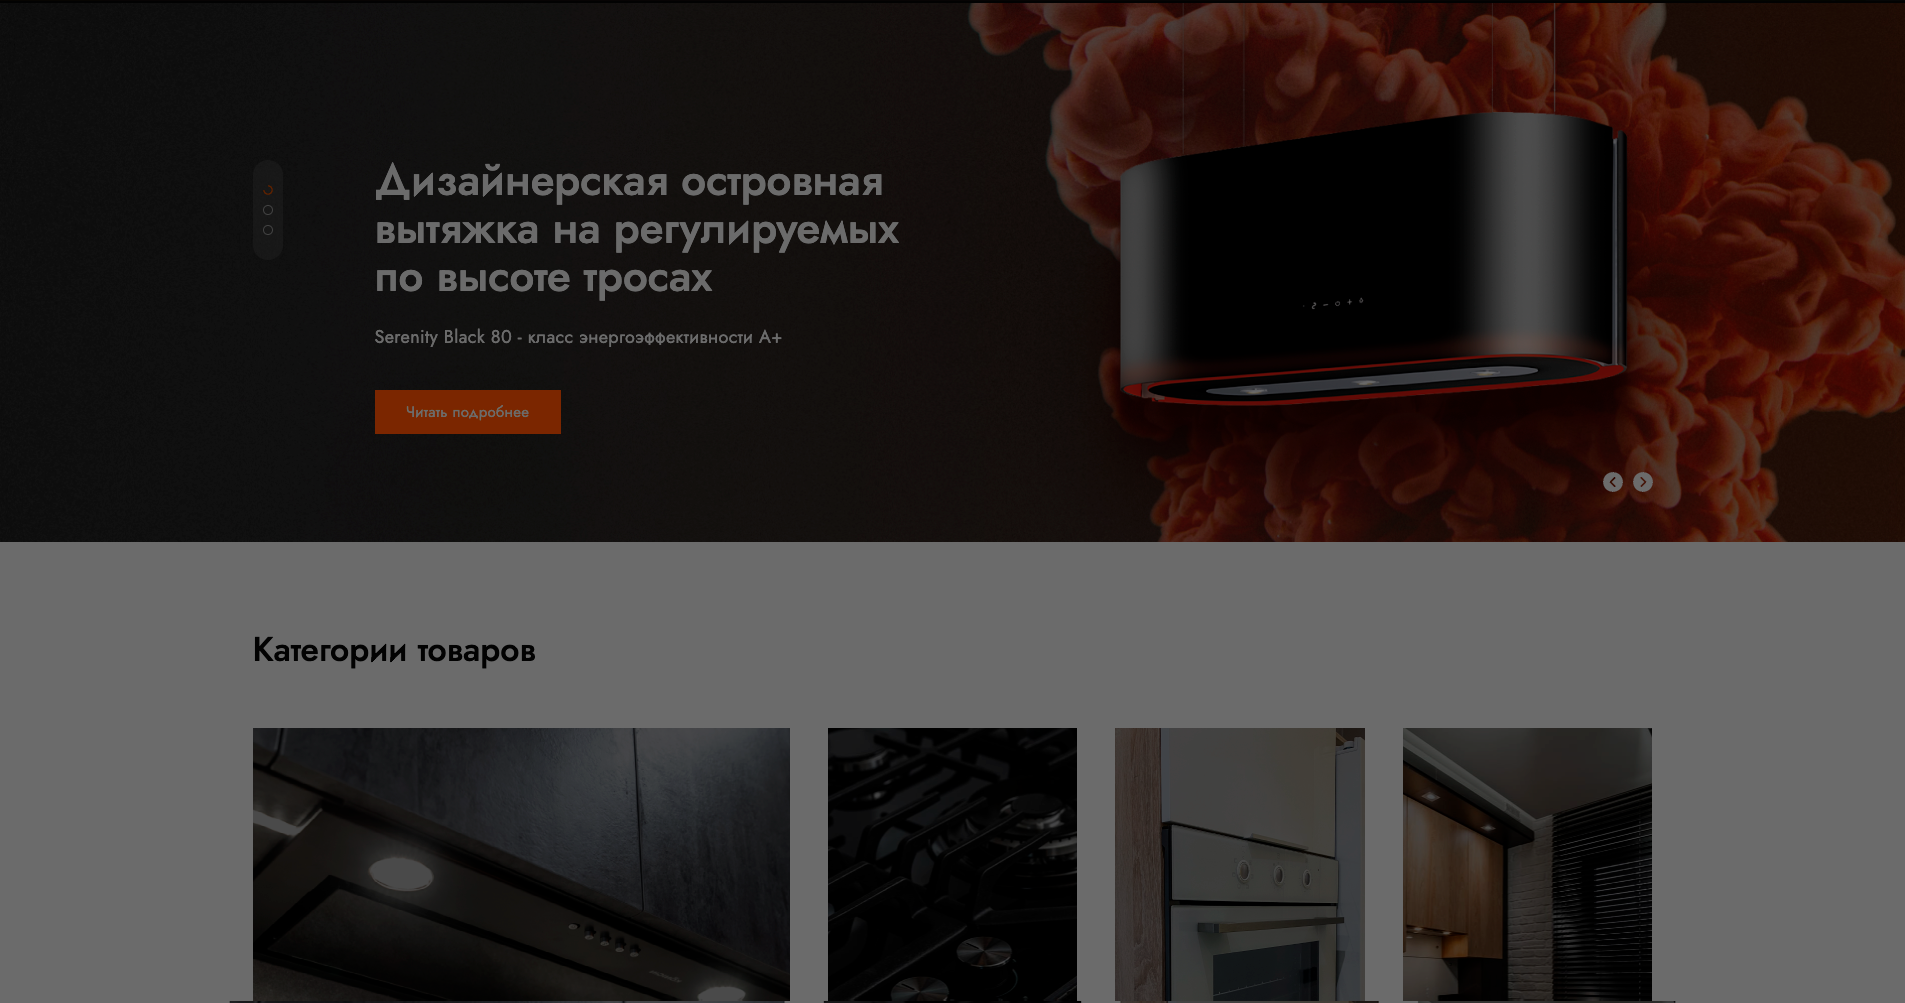 Дизайнерская островная
вытяжка на регулируемых
по высоте тросах
Serenity Black 80 - класс энергоэффективности А+
Читать подробнее
Категории товаров